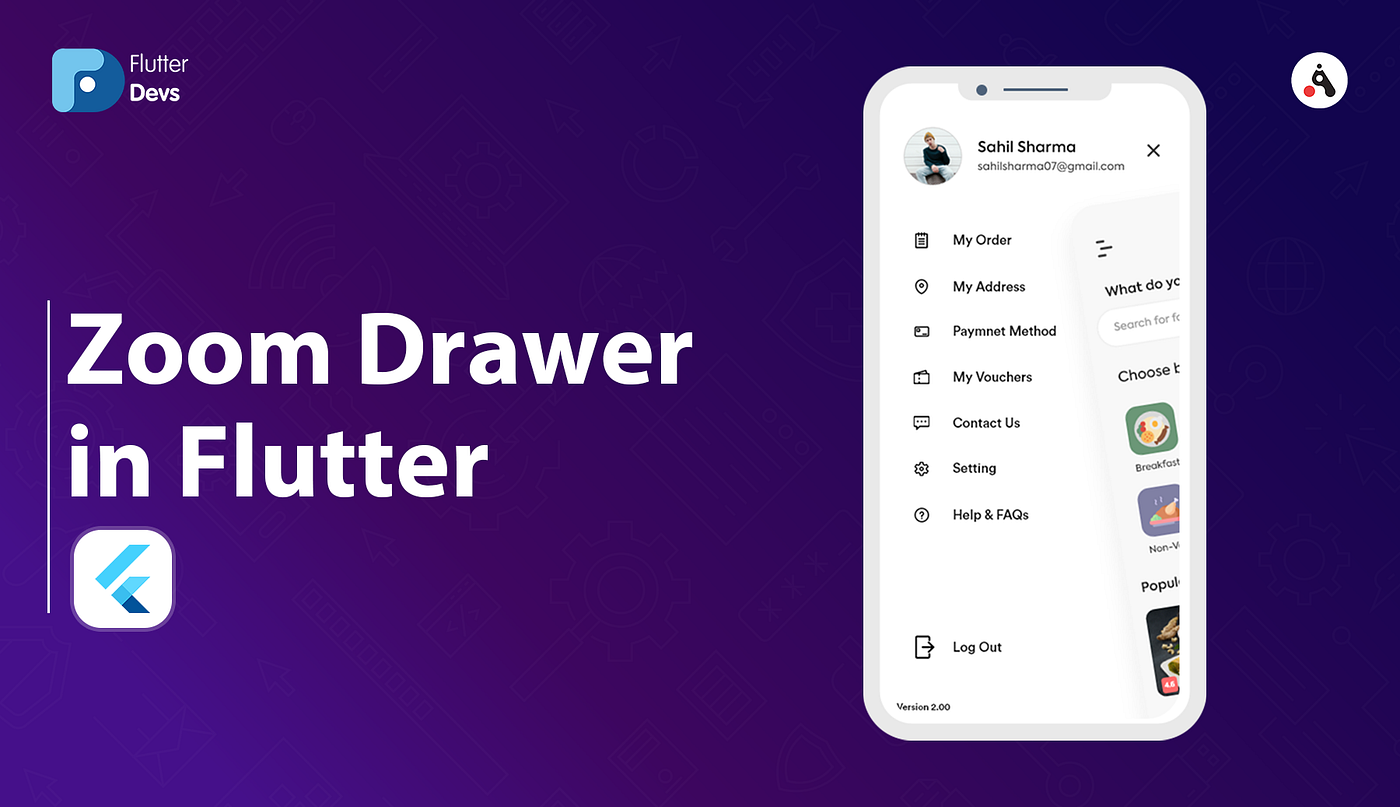 Flutter
Devs
Zoom Drawer
in Flutter
Sahil Sharma
sahilsharma07@gmail.com
My Order
My Address
Paymnet Method
My Vouchers
Contact Us
Setting
Help & FAQs
Log Out
Version 2.00
What do yo
Search for fo
Choose b
Breakfast
Non-V
Popul
4.6